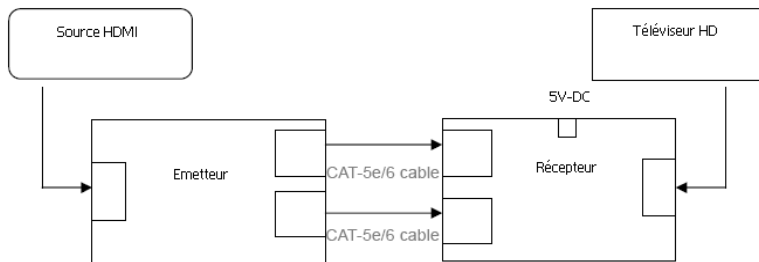 Source HDMI
Téléviseur HD
5V-DC
Emetteur
CAT-5e/6 cable
Récepteur
CAT-5e/6 cable